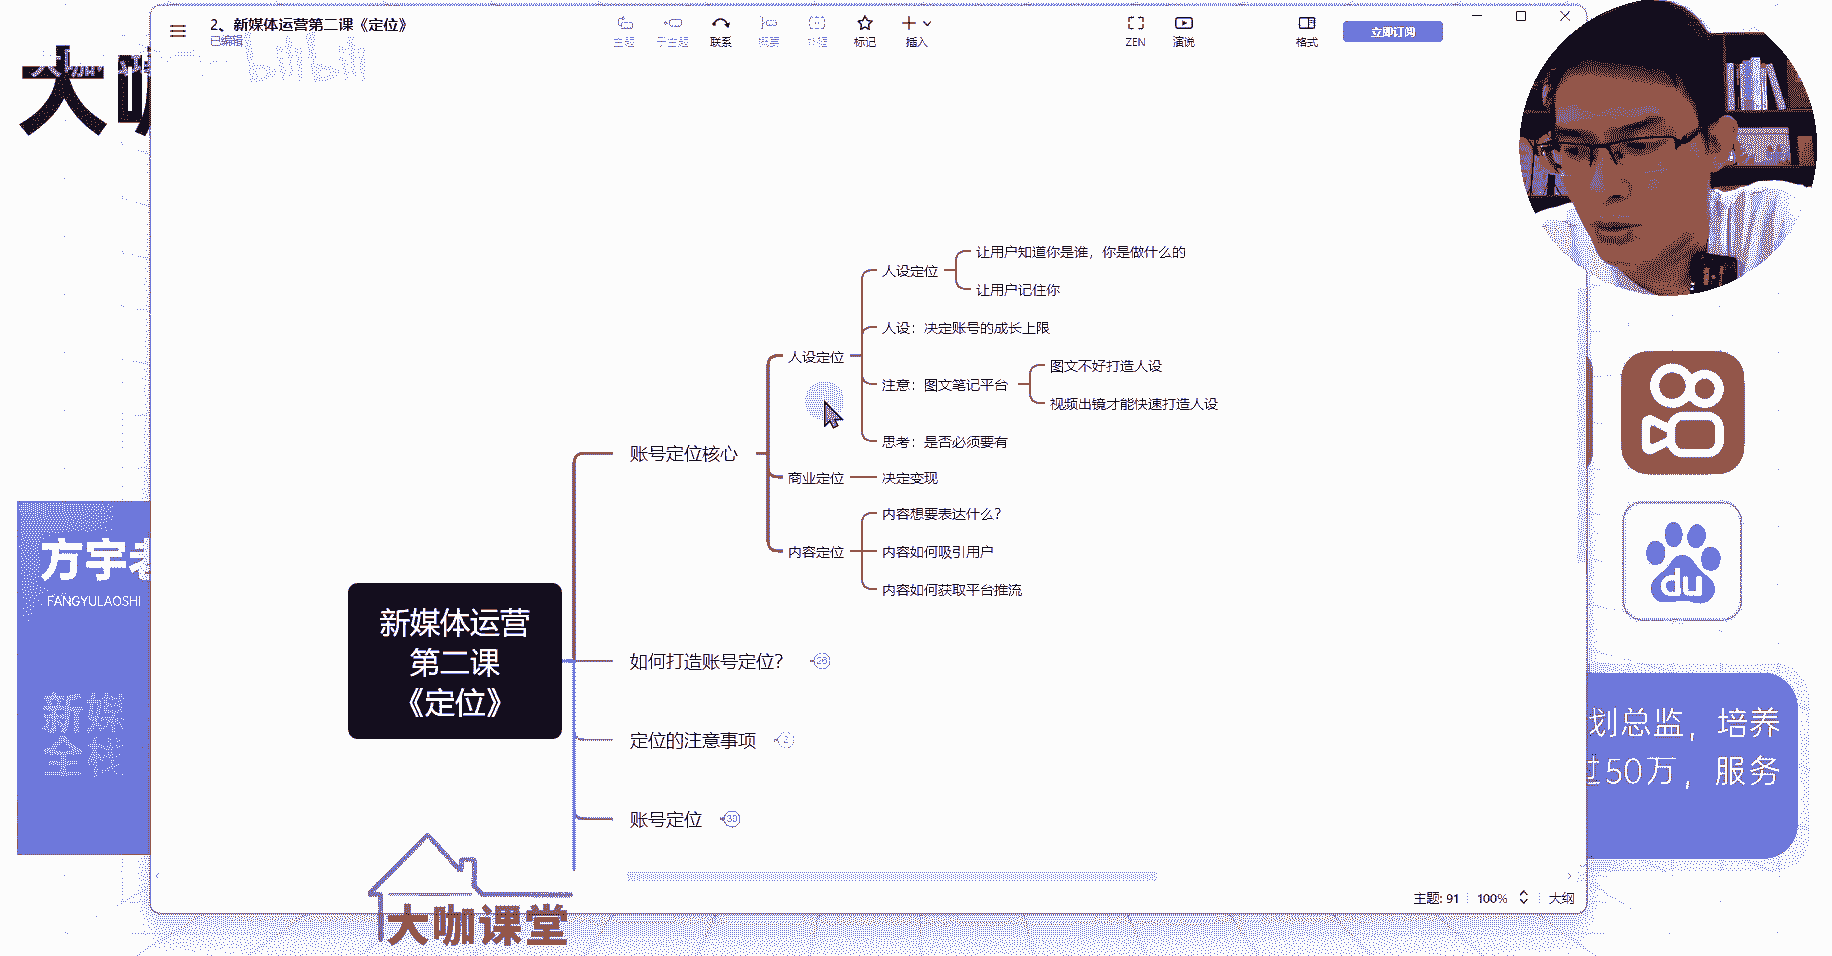 2、新媒体运营第二课《定位》
已编辑
bilibili
主题
子主题
联系
概要
外框
标记
插入
ZEN
演说
格式
立即订阅
大咖
让用户知道你是谁，你是做什么的
人设定位
让用户记住你
人设：决定账号的成长上限
人设定位
图文不好打造人设
注意：图文笔记平台
视频出镜才能快速打造人设
思考：是否必须要有
账号定位核心
商业定位
决定变现
内容想要表达什么？
内容定位
内容如何吸引用户
内容如何获取平台推流
方宇老
FANGYULAOSHI
du
新媒体运营
第二课
《定位》
如何打造账号定位？
定位的注意事项
2
账号定位
30
新媒
全栈
划总监，培养
过50万，服务
主题: 91
100%
大纲
大咖课堂